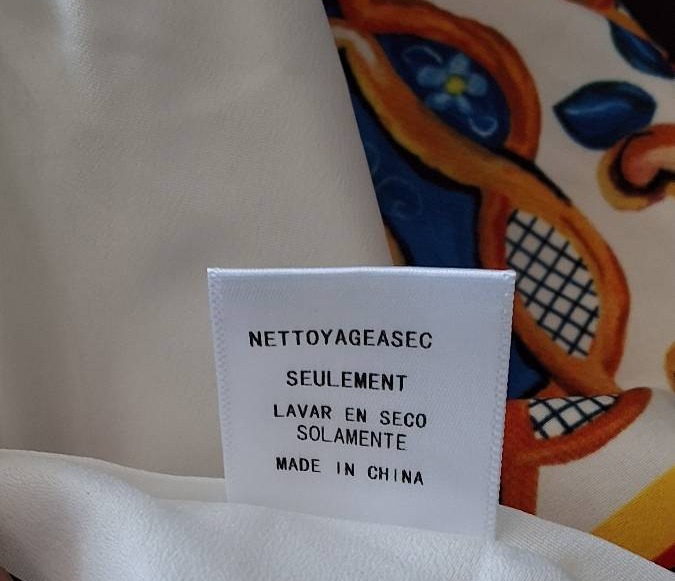 NETTOYAGEASEC
SEULEMENT
LAVAR EN SECO
SOLAMENTE
MADE IN CHINA